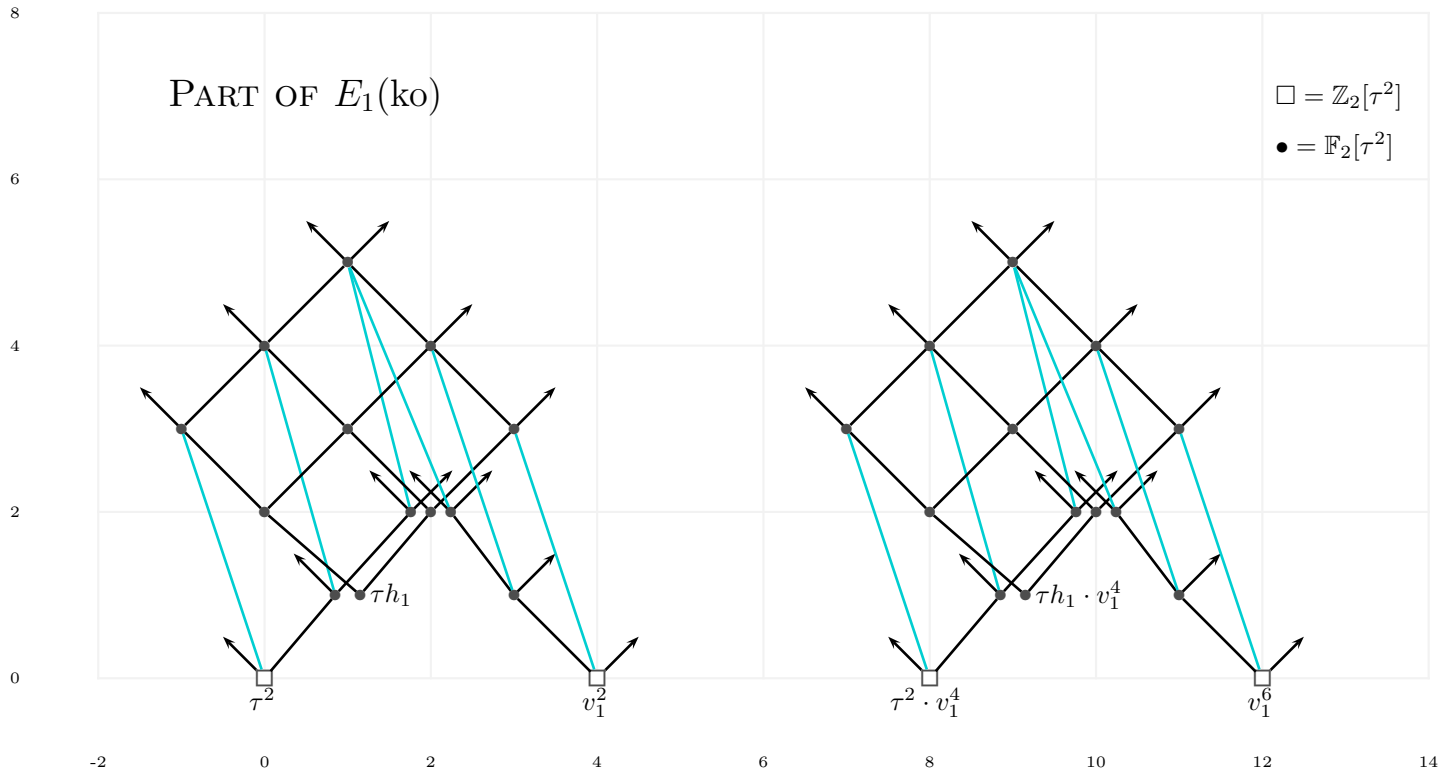 8
PART OF E₁(ko)
□ = ℤ₂[τ²]
● = 𝔽₂[τ²]
6
4
2
τh₁
τh₁ · v₁⁴
0
τ²
v₁²
τ² · v₁⁴
v₁⁶
-2 0 2 4 6 8 10 12 14